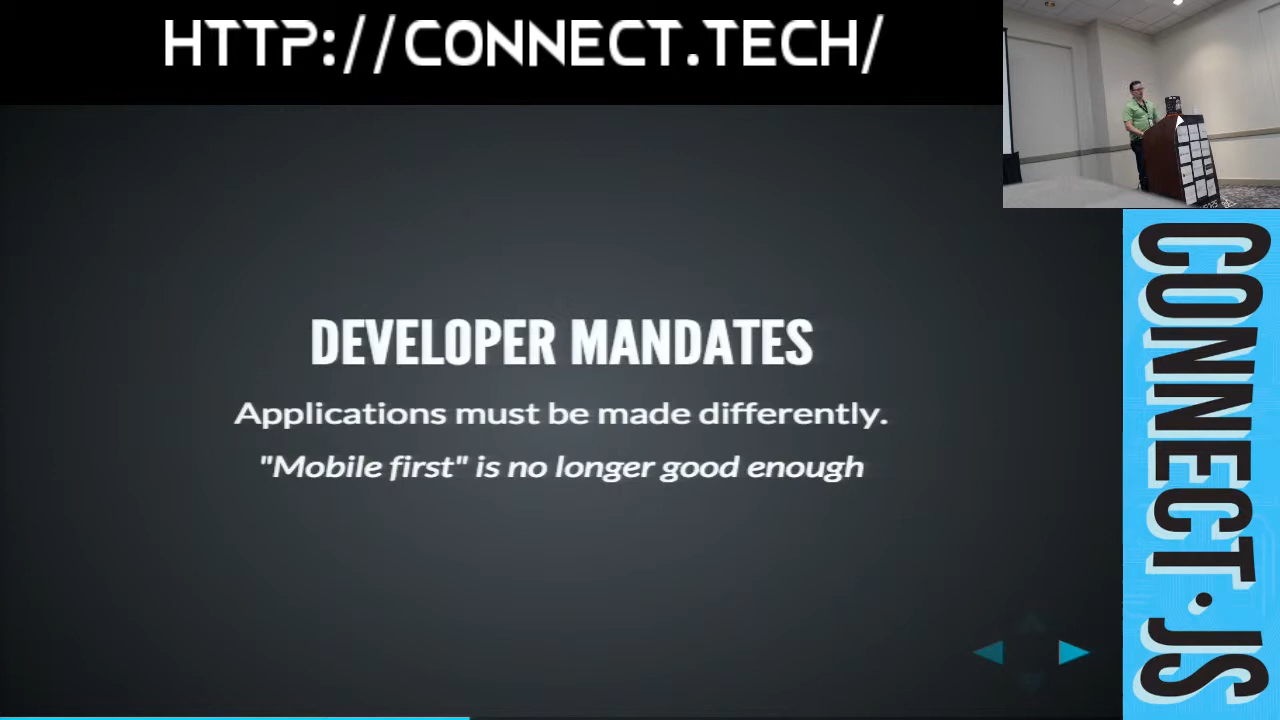 HTTP://CONNECT.TECH/
DEVELOPER MANDATES
Applications must be made differently.
"Mobile first" is no longer good enough
CONNECT.JS